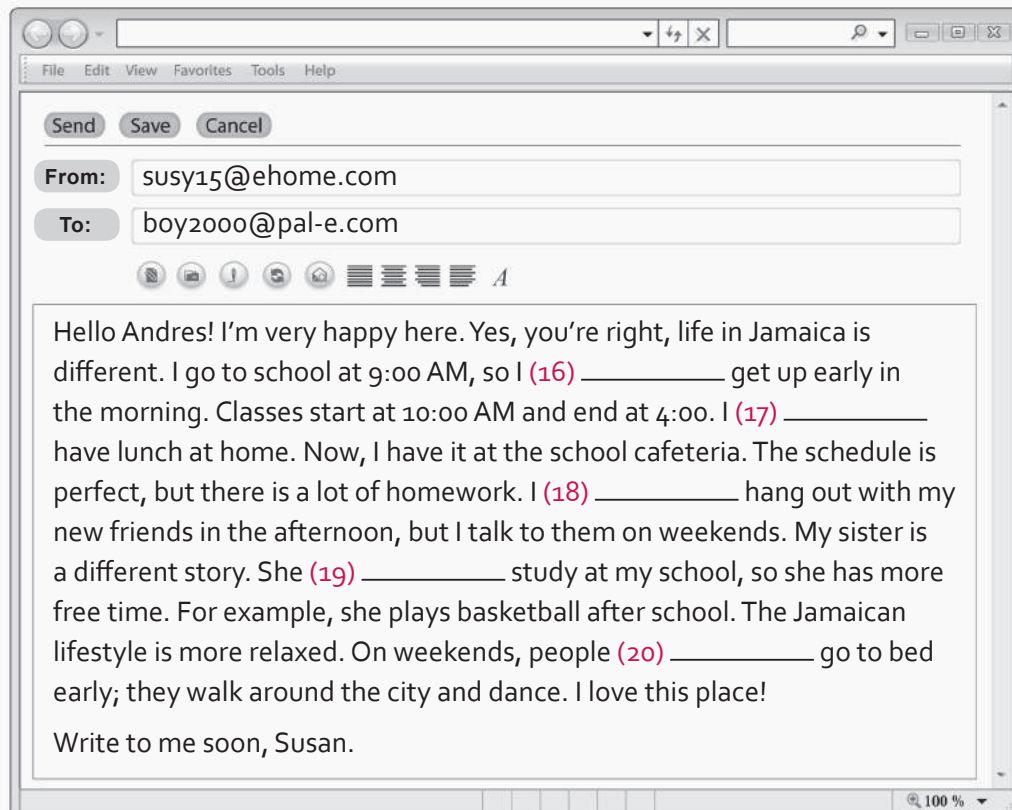 File Edit View Favorites Tools Help
Send Save Cancel
From: susy15@ehome.com
To: boy2000@pal-e.com
A
Hello Andres! I’m very happy here. Yes, you’re right, life in Jamaica is
different. I go to school at 9:00 AM, so I (16) __________ get up early in
the morning. Classes start at 10:00 AM and end at 4:00. I (17) __________
have lunch at home. Now, I have it at the school cafeteria. The schedule is
perfect, but there is a lot of homework. I (18) __________ hang out with my
new friends in the afternoon, but I talk to them on weekends. My sister is
a different story. She (19) __________ study at my school, so she has more
free time. For example, she plays basketball after school. The Jamaican
lifestyle is more relaxed. On weekends, people (20) __________ go to bed
early; they walk around the city and dance. I love this place!
Write to me soon, Susan.
100 %